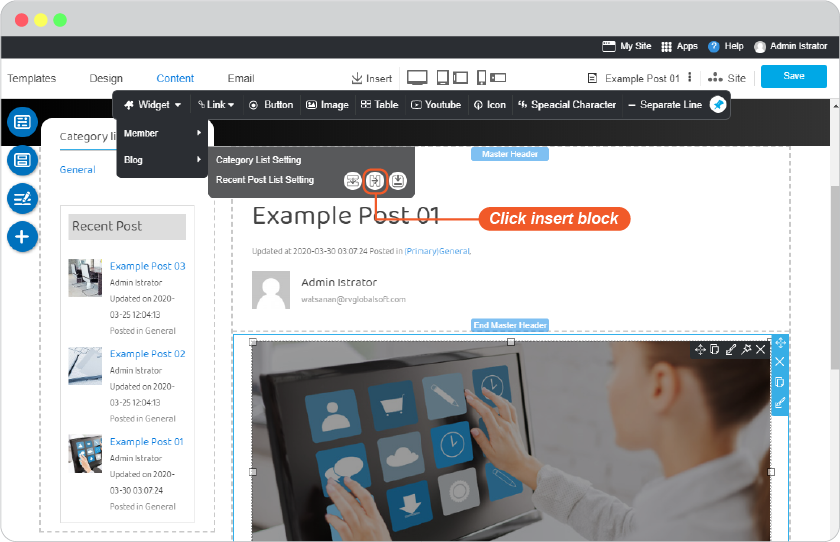 My Site Apps Help Admin Istrator
Templates Design Content Email Insert Example Post 01 Site Save
Widget Link Button Image Table Youtube Icon Speacial Character Separate Line
Category li
General
Member
Blog
Category List Setting
Recent Post List Setting
Master Header
Click insert block
Example Post 01
Updated at 2020-03-30 03:07:24 Posted in (Primary)General,
Admin Istrator
watsanan@rvglobalsoft.com
End Master Header
Recent Post
Example Post 03
Admin Istrator
Updated on 2020-
03-25 12:04:13
Posted in General
Example Post 02
Admin Istrator
Updated on 2020-
03-25 12:04:13
Posted in General
Example Post 01
Admin Istrator
Updated on 2020-
03-30 03:07:24
Posted in General